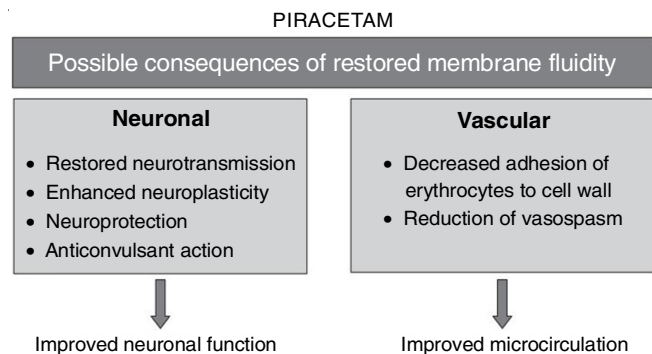 PIRACETAM
Possible consequences of restored membrane fluidity
Neuronal
• Restored neurotransmission
• Enhanced neuroplasticity
• Neuroprotection
• Anticonvulsant action
Vascular
• Decreased adhesion of
erythrocytes to cell wall
• Reduction of vasospasm
Improved neuronal function
Improved microcirculation